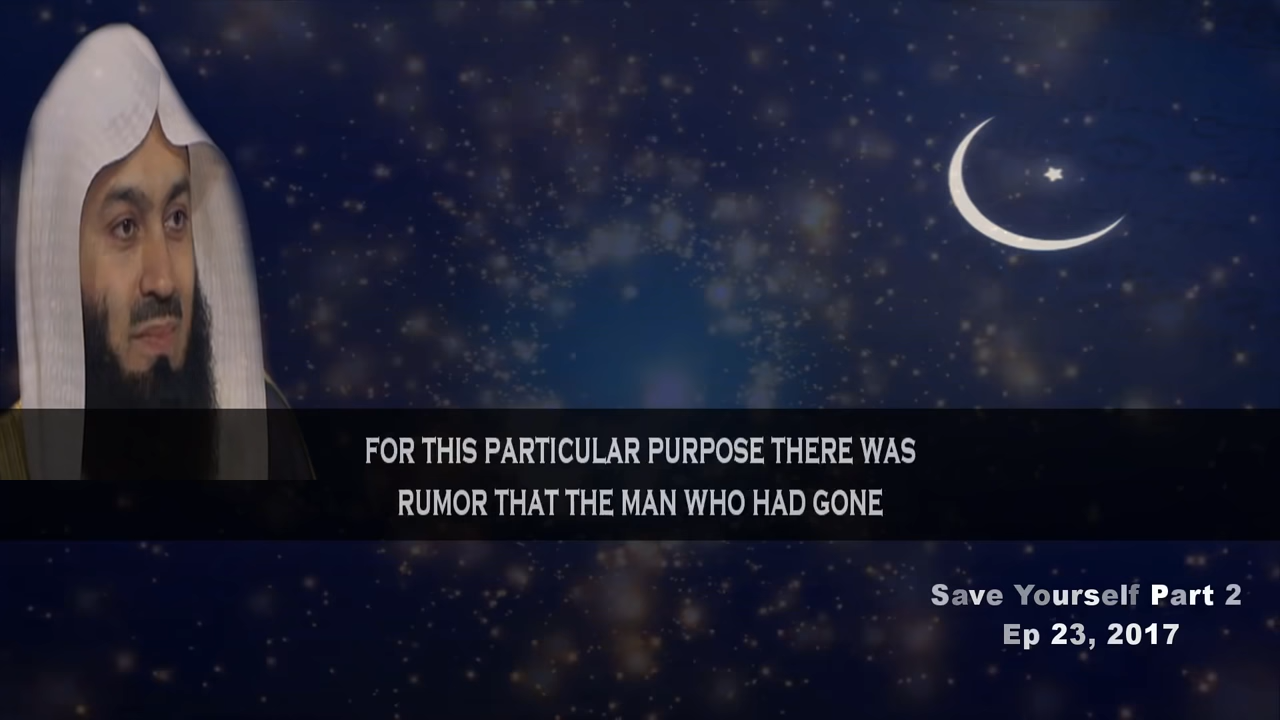 FOR THIS PARTICULAR PURPOSE THERE WAS
RUMOR THAT THE MAN WHO HAD GONE
Save Yourself Part 2
Ep 23, 2017